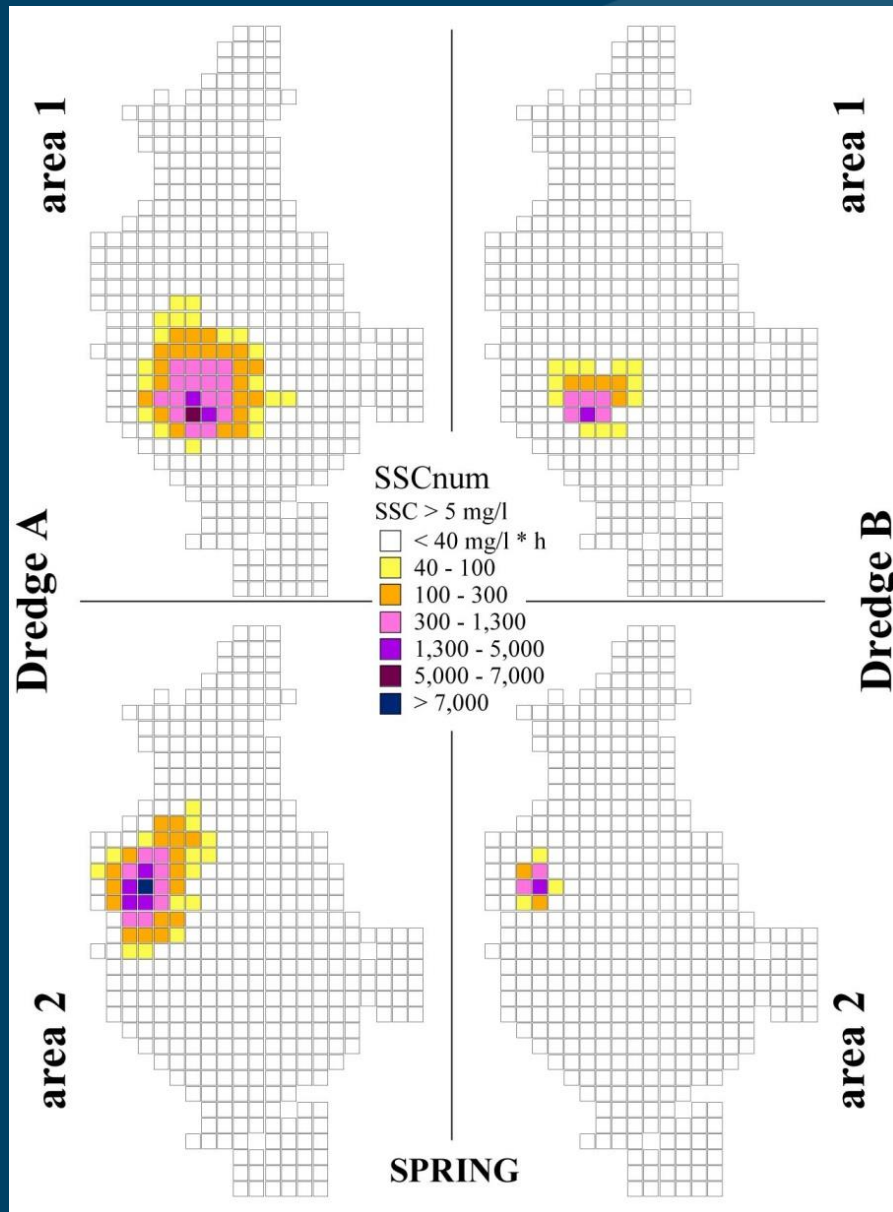 area 1
area 1
Dredge A
Dredge B
SSCnum
SSC > 5 mg/l
< 40 mg/l * h
40 - 100
100 - 300
300 - 1,300
1,300 - 5,000
5,000 - 7,000
> 7,000
area 2
area 2
SPRING